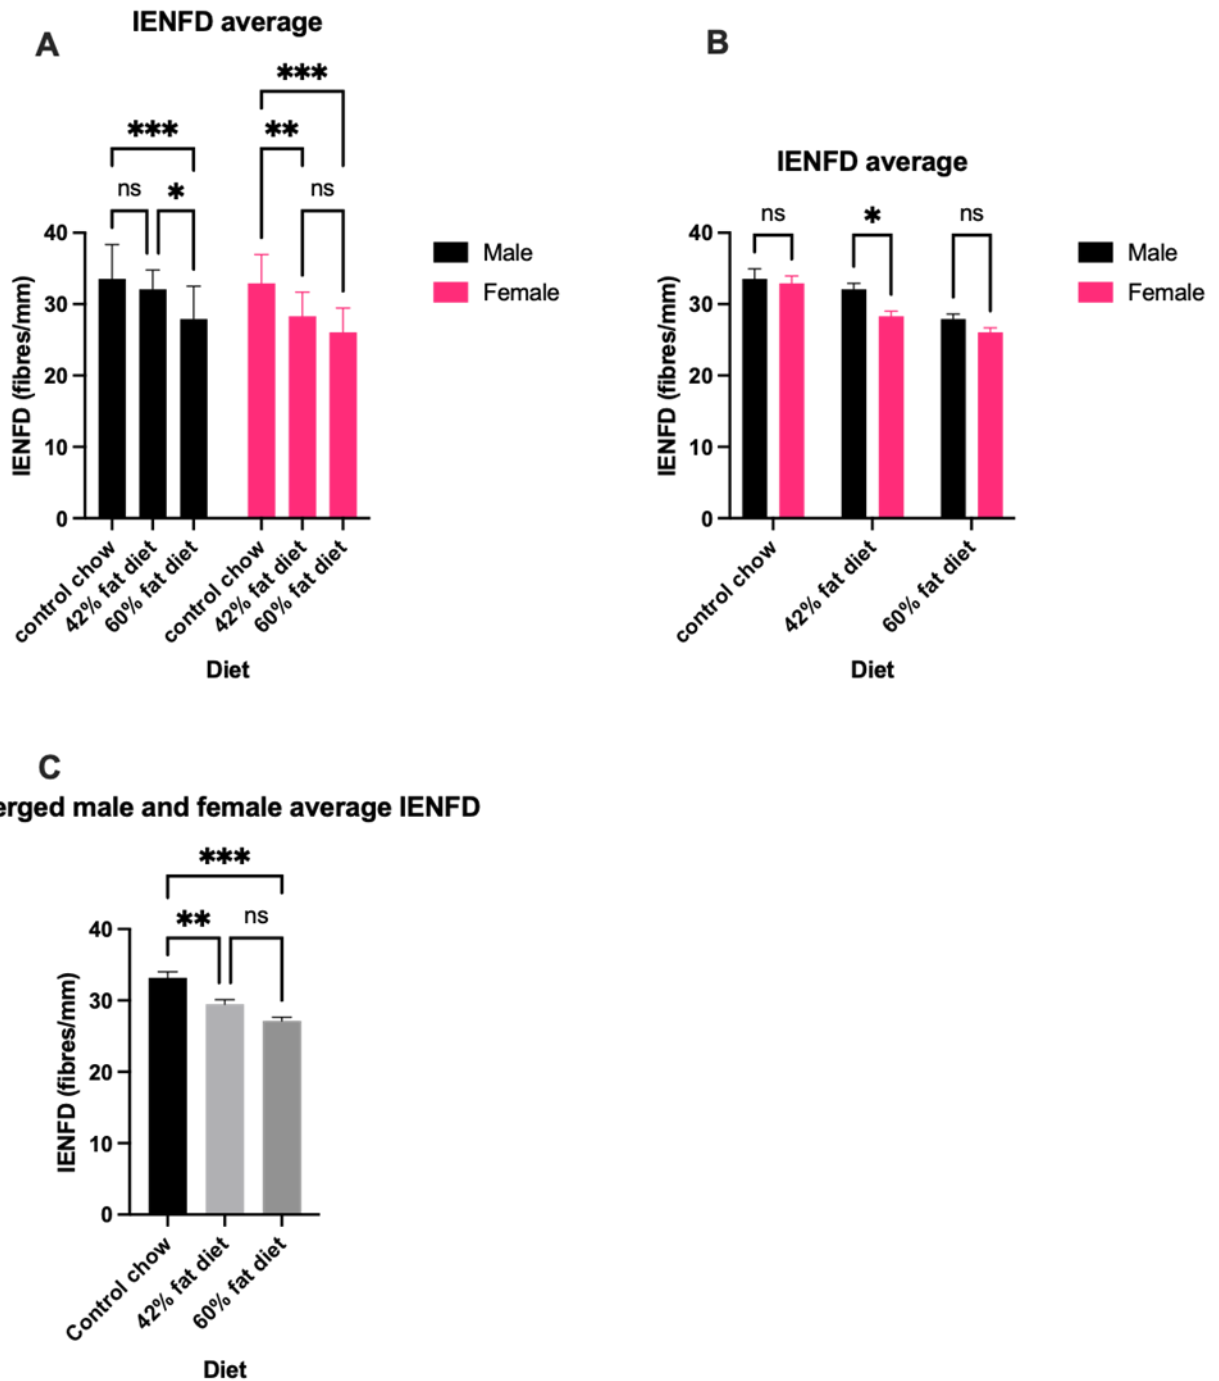 A
IENFD average
***
***
**
ns
*
ns
40
30
20
10
0
IENFD (fibres/mm)
control chow
42% fat diet
60% fat diet
control chow
42% fat diet
60% fat diet
Diet
Male
Female
B
IENFD average
ns
*
ns
40
30
20
10
0
IENFD (fibres/mm)
control chow
42% fat diet
60% fat diet
Diet
Male
Female
C
erged male and female average IENFD
***
**
ns
40
30
20
10
0
IENFD (fibres/mm)
Control chow
42% fat diet
60% fat diet
Diet